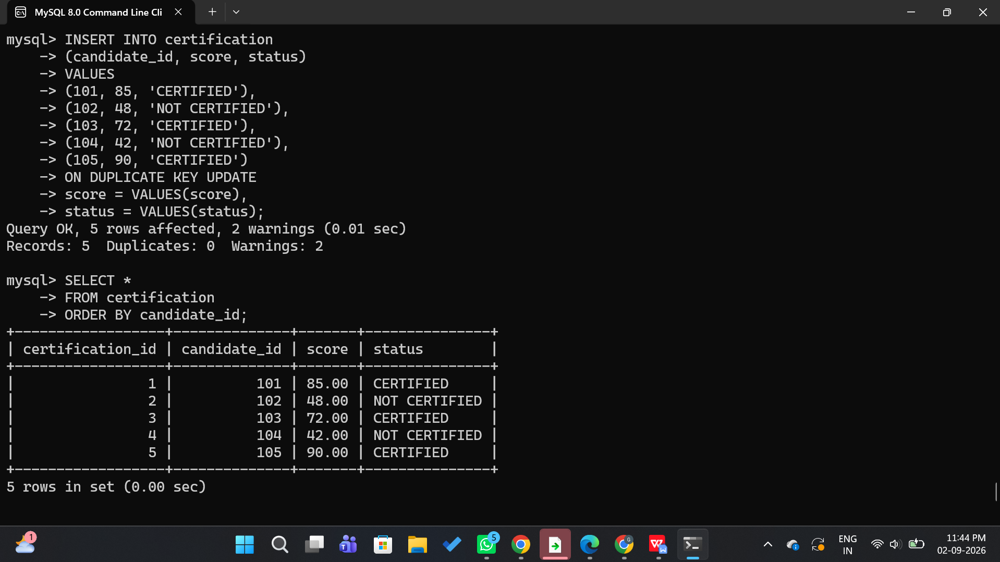 MySQL 8.0 Command Line Cli
mysql> INSERT INTO certification
    -> (candidate_id, score, status)
    -> VALUES
    -> (101, 85, 'CERTIFIED'),
    -> (102, 48, 'NOT CERTIFIED'),
    -> (103, 72, 'CERTIFIED'),
    -> (104, 42, 'NOT CERTIFIED'),
    -> (105, 90, 'CERTIFIED')
    -> ON DUPLICATE KEY UPDATE
    -> score = VALUES(score),
    -> status = VALUES(status);
Query OK, 5 rows affected, 2 warnings (0.01 sec)
Records: 5  Duplicates: 0  Warnings: 2
mysql> SELECT *
    -> FROM certification
    -> ORDER BY candidate_id;
+------------------+--------------+-------+---------------+
| certification_id | candidate_id | score | status        |
+------------------+--------------+-------+---------------+
|                1 |          101 | 85.00 | CERTIFIED     |
|                2 |          102 | 48.00 | NOT CERTIFIED |
|                3 |          103 | 72.00 | CERTIFIED     |
|                4 |          104 | 42.00 | NOT CERTIFIED |
|                5 |          105 | 90.00 | CERTIFIED     |
+------------------+--------------+-------+---------------+
5 rows in set (0.00 sec)
1
5
ENG
IN
11:44 PM
02-09-2026